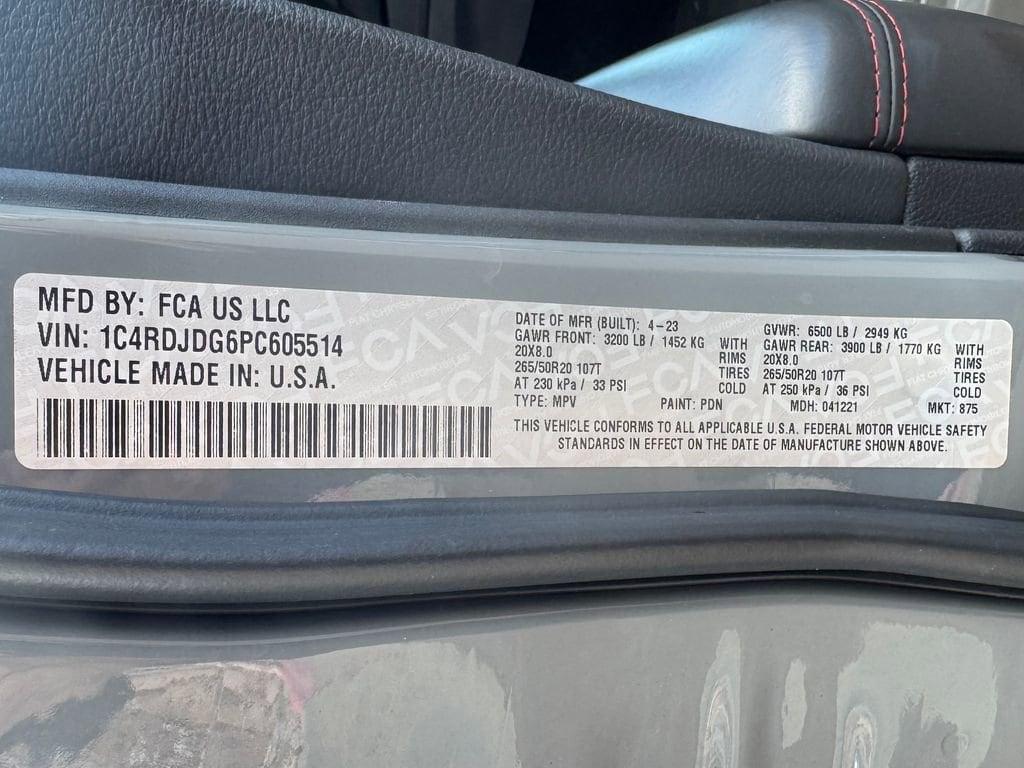 MFD BY: FCA US LLC
VIN: 1C4RDJDG6PC605514
VEHICLE MADE IN: U.S.A.
DATE OF MFR (BUILT): 4-23
GAWR FRONT: 3200 LB / 1452 KG WITH
20X8.0 RIMS
265/50R20 107T TIRES
AT 230 kPa / 33 PSI COLD
TYPE: MPV PAINT: PDN
GVWR: 6500 LB / 2949 KG
GAWR REAR: 3900 LB / 1770 KG WITH
20X8.0 RIMS
265/50R20 107T TIRES
AT 250 kPa / 36 PSI COLD
MDH: 041221 MKT: 875
THIS VEHICLE CONFORMS TO ALL APPLICABLE U.S.A. FEDERAL MOTOR VEHICLE SAFETY
STANDARDS IN EFFECT ON THE DATE OF MANUFACTURE SHOWN ABOVE.